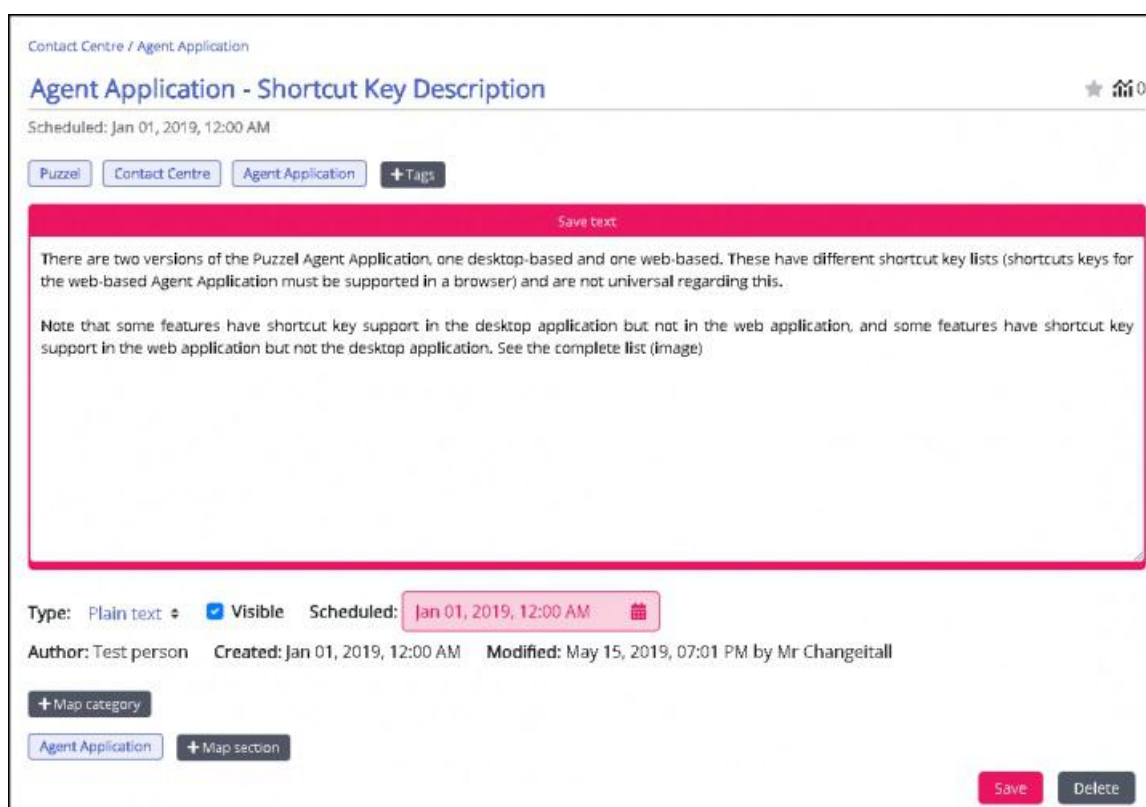 Contact Centre / Agent Application
Agent Application - Shortcut Key Description
0
Scheduled: Jan 01, 2019, 12:00 AM
Puzzel Contact Centre Agent Application +Tags
Save text
There are two versions of the Puzzel Agent Application, one desktop-based and one web-based. These have different shortcut key lists (shortcuts keys for
the web-based Agent Application must be supported in a browser) and are not universal regarding this.
Note that some features have shortcut key support in the desktop application but not in the web application, and some features have shortcut key
support in the web application but not the desktop application. See the complete list (image)
Type: Plain text Visible Scheduled: Jan 01, 2019, 12:00 AM
Author: Test person Created: Jan 01, 2019, 12:00 AM Modified: May 15, 2019, 07:01 PM by Mr Changeitall
+Map category
Agent Application +Map section
Save Delete